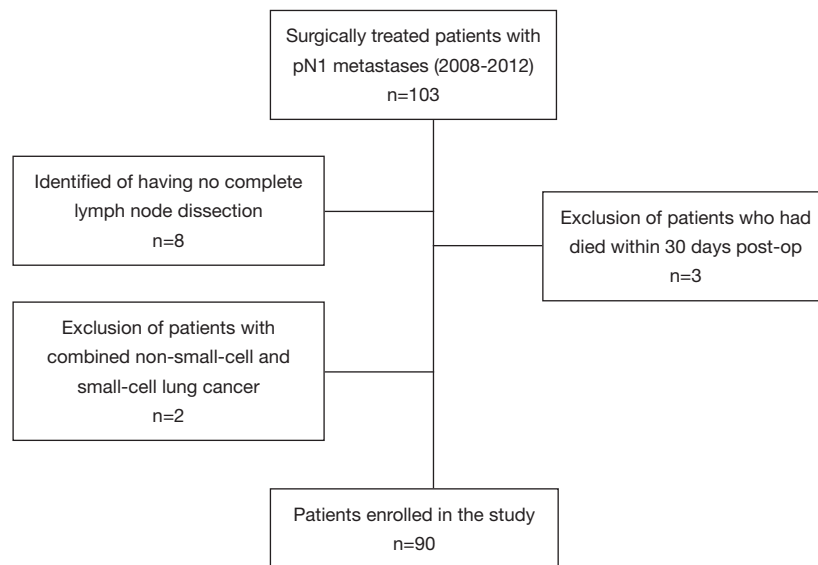 Surgically treated patients with
pN1 metastases (2008-2012)
n=103
Identified of having no complete
lymph node dissection
n=8
Exclusion of patients who had
died within 30 days post-op
n=3
Exclusion of patients with
combined non-small-cell and
small-cell lung cancer
n=2
Patients enrolled in the study
n=90